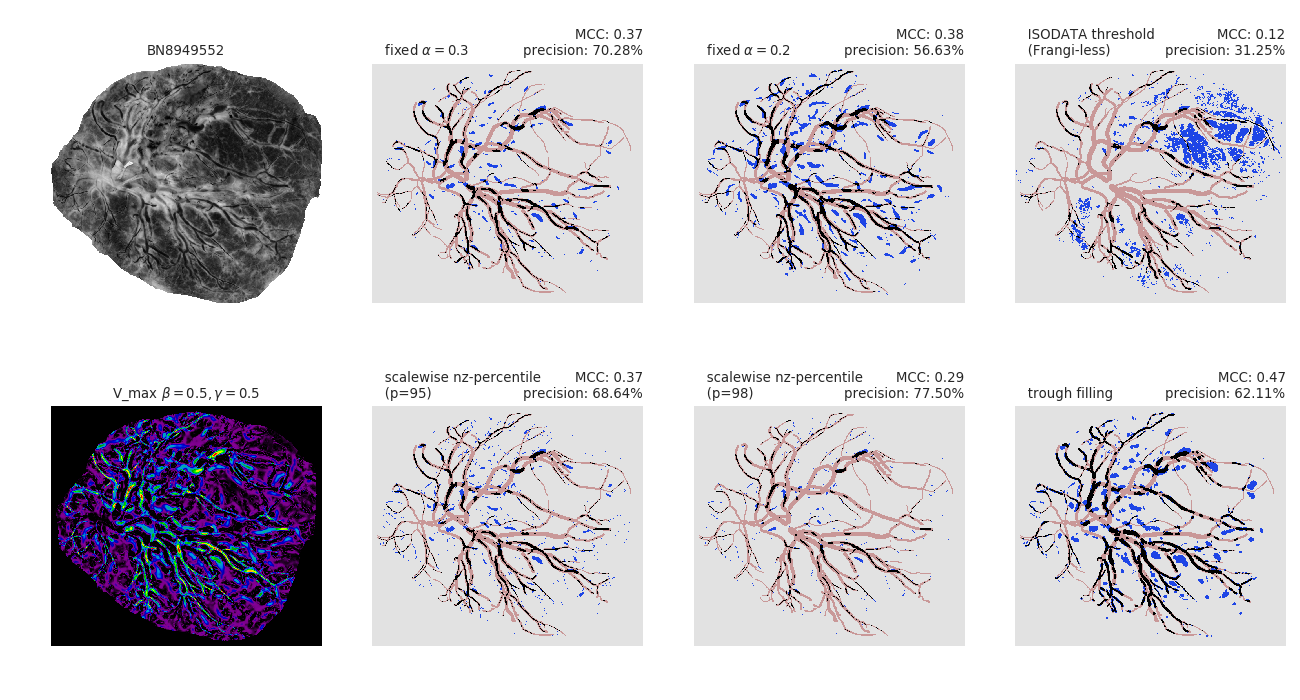 BN8949552
fixed α = 0.3
MCC: 0.37
precision: 70.28%
fixed α = 0.2
MCC: 0.38
precision: 56.63%
ISODATA threshold
(Frangi-less)
MCC: 0.12
precision: 31.25%
V_max β = 0.5, γ = 0.5
scalewise nz-percentile
(p=95)
MCC: 0.37
precision: 68.64%
scalewise nz-percentile
(p=98)
MCC: 0.29
precision: 77.50%
trough filling
MCC: 0.47
precision: 62.11%